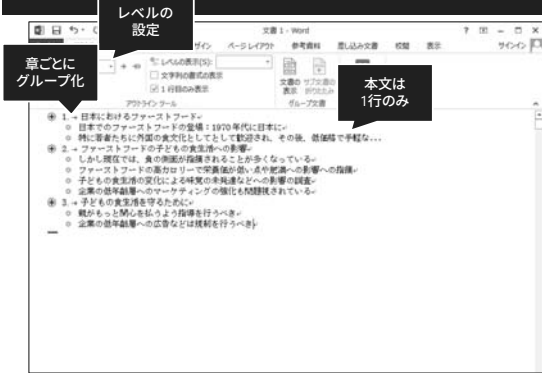 レベルの
設定
文書 1 - Word
ザイン ページ レイアウト 参考資料 差し込み文書 校閲 表示 サインイン
章ごとに
グループ化
レベルの表示(S):
文字列の書式の表示
1 行目のみ表示
文書の 表示
サブ文書の 折りたたみ
アウトライン ツール グループ文書
本文は
1行のみ
1. 日本におけるファーストフード
日本でのファーストフードの登場：1970 年代に日本に
特に若者たちに外国の食文化としてとして歓迎され、その後、低価格で手軽な...
2. ファーストフードの子どもの食生活への影響
しかし現在では、負の側面が指摘されることが多くなっている
ファーストフードの高カロリーで栄養価が低い点や肥満への影響への指摘
子どもの食生活の変化による味覚の未発達などへの影響の調査
企業の低年齢層へのマーケティングの強化も問題視されている
3. 子どもの食生活を守るために
親がもっと関心を払うよう指導を行うべき
企業の低年齢層への広告などは規制を行うべき